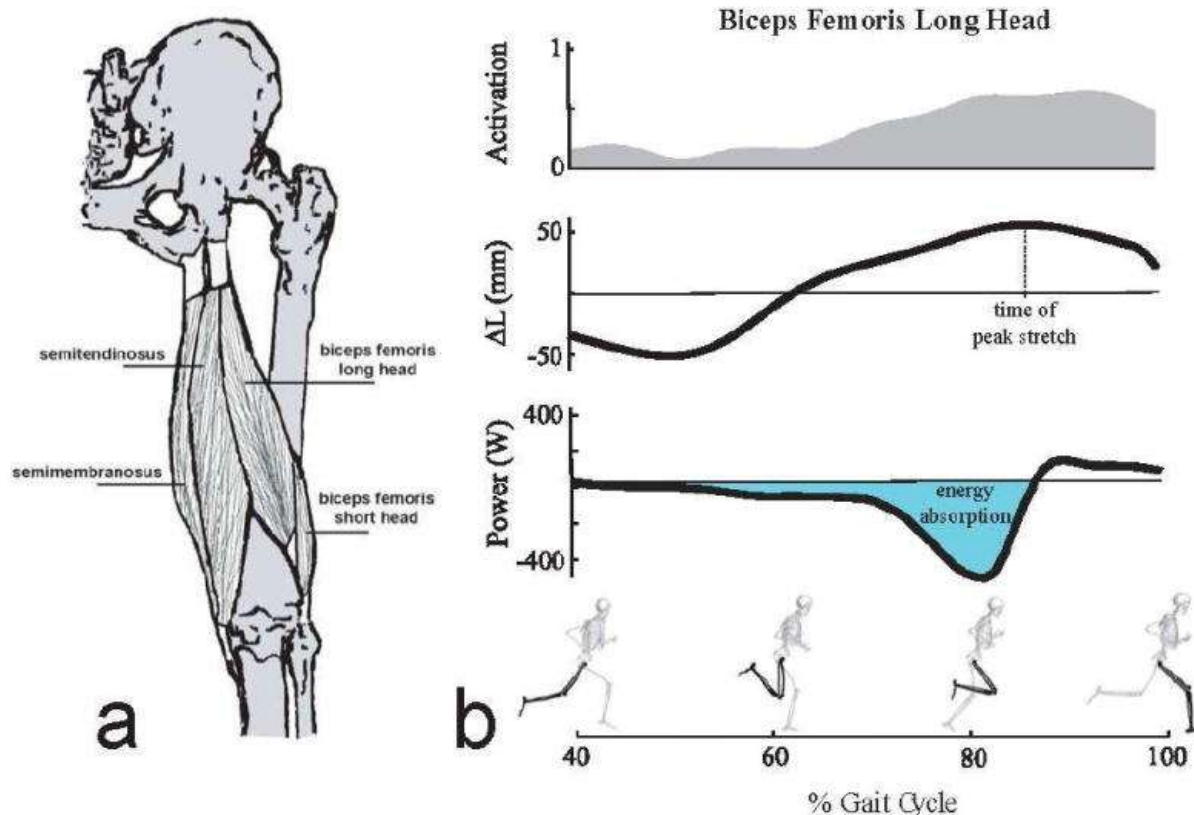 semitendinosus
biceps femoris
long head
semimembranosus
biceps femoris
short head
a
Biceps Femoris Long Head
Activation
1
0
ΔL (mm)
50
-50
time of
peak stretch
Power (W)
400
-400
energy
absorption
b
40
60
80
100
% Gait Cycle